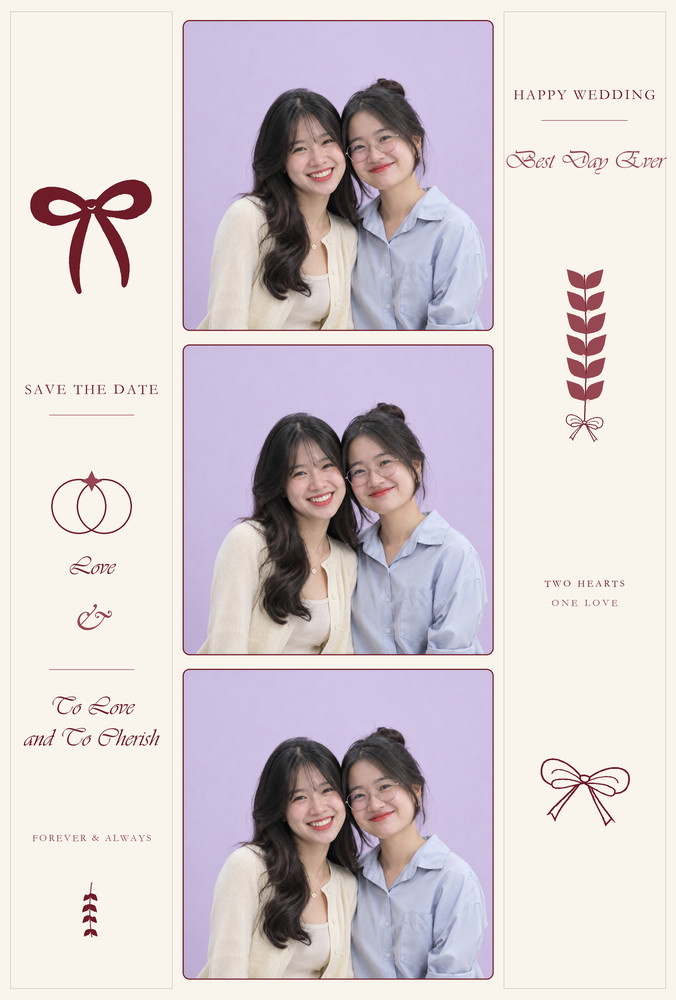 SAVE THE DATE
Love
&
To Love
and To Cherish
FOREVER & ALWAYS
HAPPY WEDDING
Best Day Ever
TWO HEARTS
ONE LOVE